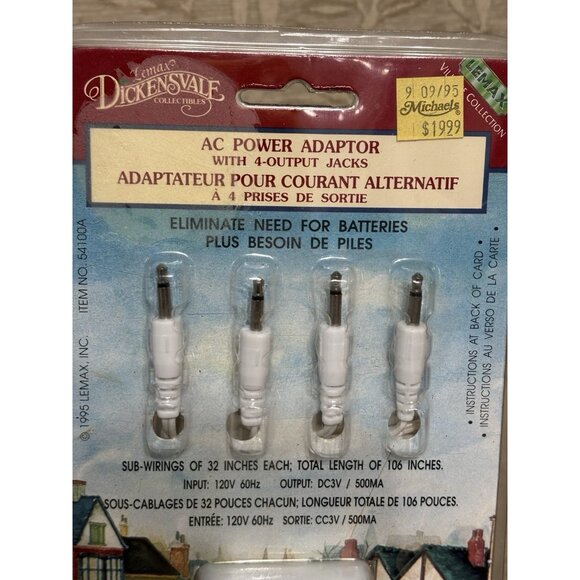 Lemax
DICKENSVALE
COLLECTIBLES
9 09/95
Michaels
$1999
LEMAX
VILLAGE COLLECTION
AC POWER ADAPTOR
WITH 4-OUTPUT JACKS
ADAPTATEUR POUR COURANT ALTERNATIF
À 4 PRISES DE SORTIE
ELIMINATE NEED FOR BATTERIES
PLUS BESOIN DE PILES
© 1995 LEMAX, INC. ITEM NO. 54100A
• INSTRUCTIONS AT BACK OF CARD •
• INSTRUCTIONS AU VERSO DE LA CARTE •
SUB-WIRINGS OF 32 INCHES EACH; TOTAL LENGTH OF 106 INCHES.
INPUT: 120V 60Hz OUTPUT: DC3V / 500MA
SOUS-CABLAGES DE 32 POUCES CHACUN; LONGUEUR TOTALE DE 106 POUCES.
ENTRÉE: 120V 60Hz SORTIE: CC3V / 500MA